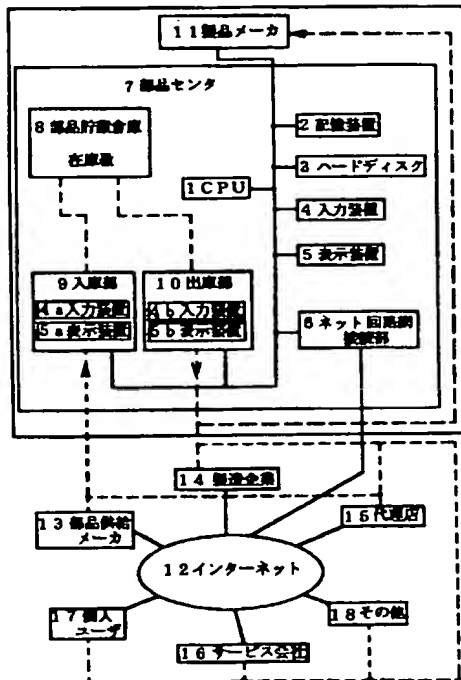 11製品メーカ
7部品センタ
8部品貯蔵倉庫
在庫数
2記憶装置
3ハードディスク
1CPU
4入力装置
5表示装置
9入庫部
4a入力装置
5a表示装置
10出庫部
4b入力装置
5b表示装置
6ネット回路網
接続部
14製造企業
13部品供給
メーカ
15代理店
12インターネット
17個人
ユーザ
18その他
16サービス会社